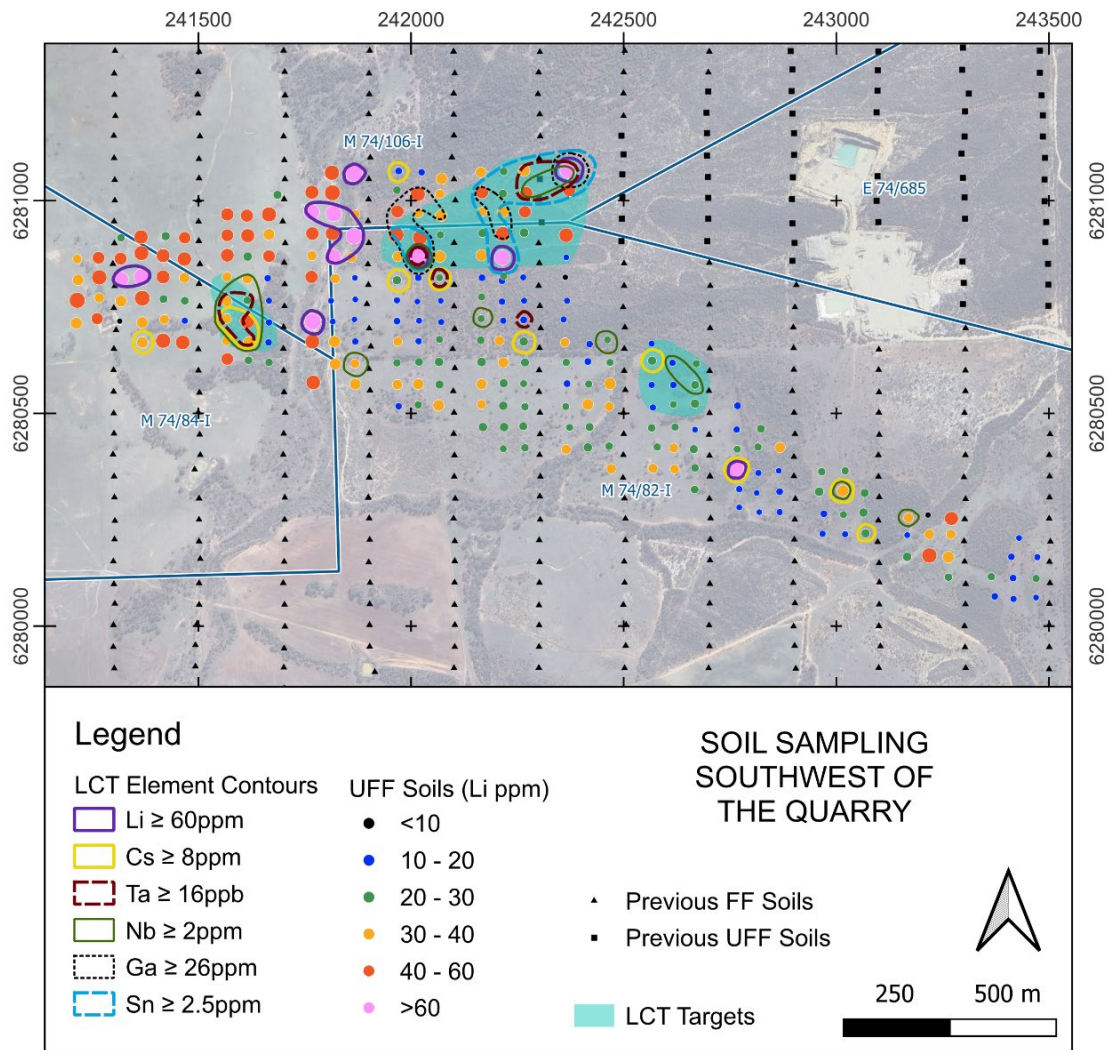 241500 242000 242500 243000 243500
6281000 6281000
6280500 6280500
6280000 6280000
M 74/106-I
E 74/685
M 74/84-I
M 74/82-I
Legend
LCT Element Contours
Li ≥ 60ppm
Cs ≥ 8ppm
Ta ≥ 16ppb
Nb ≥ 2ppm
Ga ≥ 26ppm
Sn ≥ 2.5ppm
UFF Soils (Li ppm)
<10
10 - 20
20 - 30
30 - 40
40 - 60
>60
SOIL SAMPLING
SOUTHWEST OF
THE QUARRY
Previous FF Soils
Previous UFF Soils
LCT Targets
250 500 m